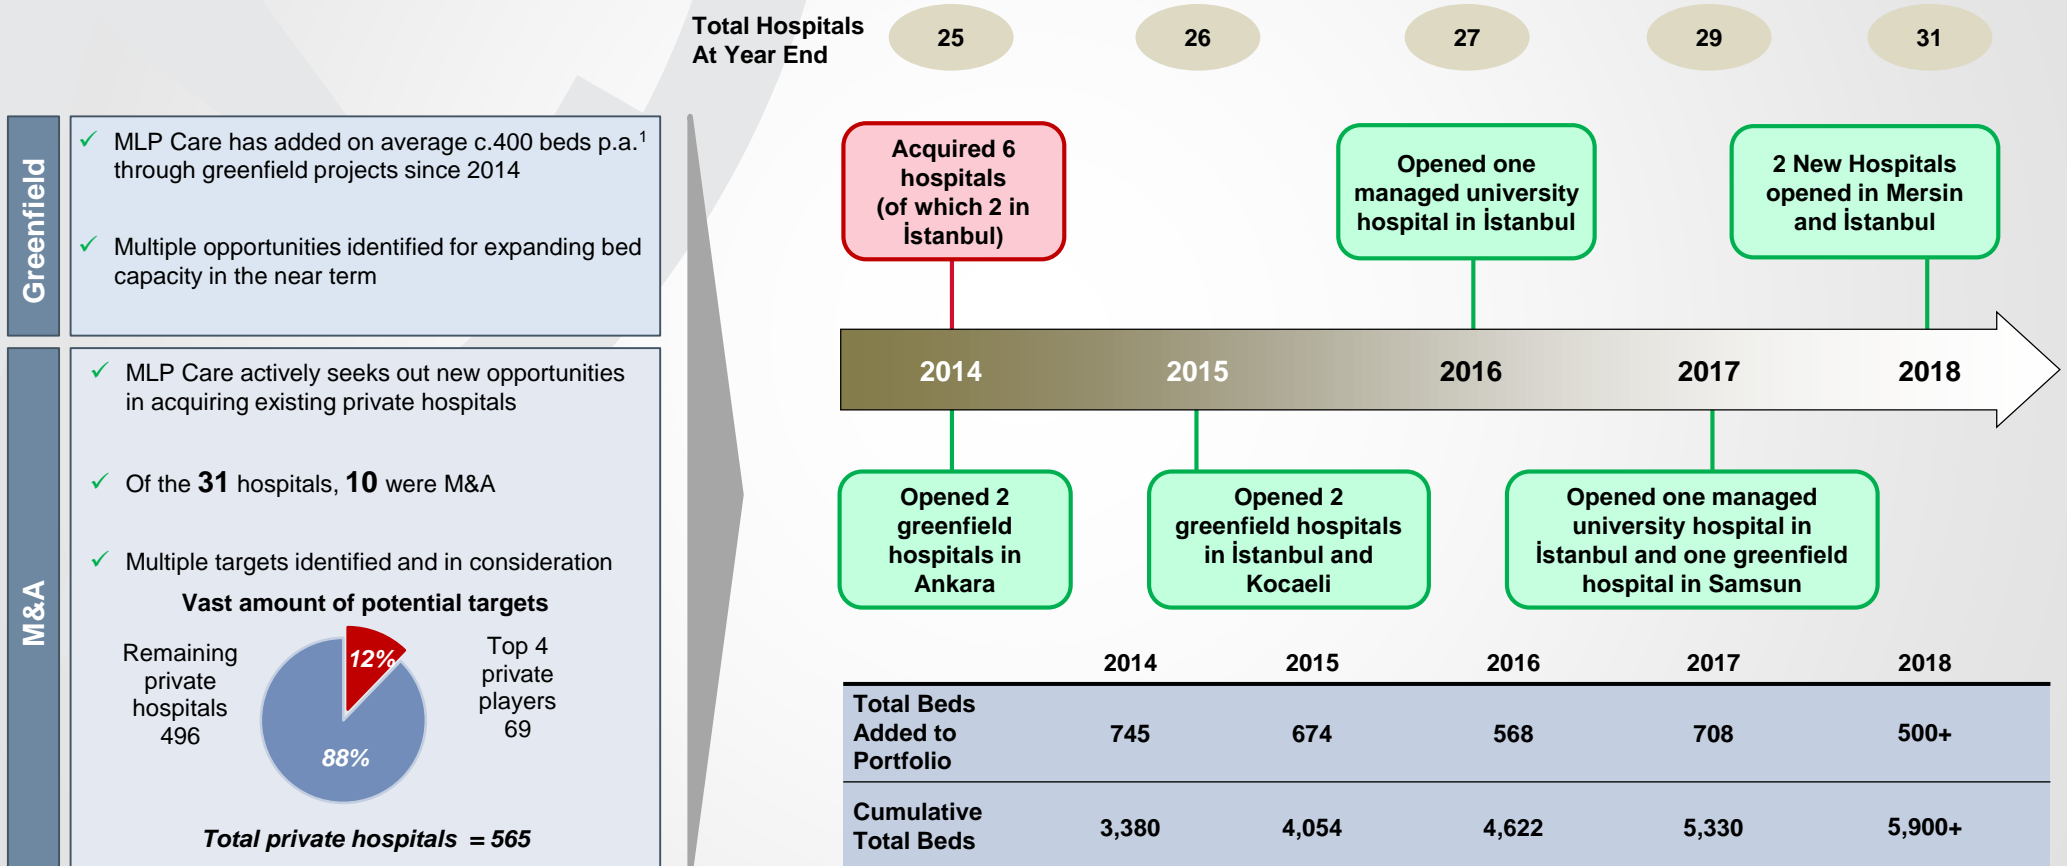 Total Hospitals
At Year End
25
26
27
29
31
Greenfield
✓ MLP Care has added on average c.400 beds p.a.¹
through greenfield projects since 2014
✓ Multiple opportunities identified for expanding bed
capacity in the near term
M&A
✓ MLP Care actively seeks out new opportunities
in acquiring existing private hospitals
✓ Of the 31 hospitals, 10 were M&A
✓ Multiple targets identified and in consideration
Vast amount of potential targets
Remaining
private
hospitals
496
12%
88%
Top 4
private
players
69
Total private hospitals = 565
Acquired 6
hospitals
(of which 2 in
İstanbul)
Opened one
managed university
hospital in İstanbul
2 New Hospitals
opened in Mersin
and İstanbul
2014
2015
2016
2017
2018
Opened 2
greenfield
hospitals in
Ankara
Opened 2
greenfield hospitals
in İstanbul and
Kocaeli
Opened one managed
university hospital in
İstanbul and one greenfield
hospital in Samsun
2014 2015 2016 2017 2018
Total Beds
Added to
Portfolio
745 674 568 708 500+
Cumulative
Total Beds
3,380 4,054 4,622 5,330 5,900+